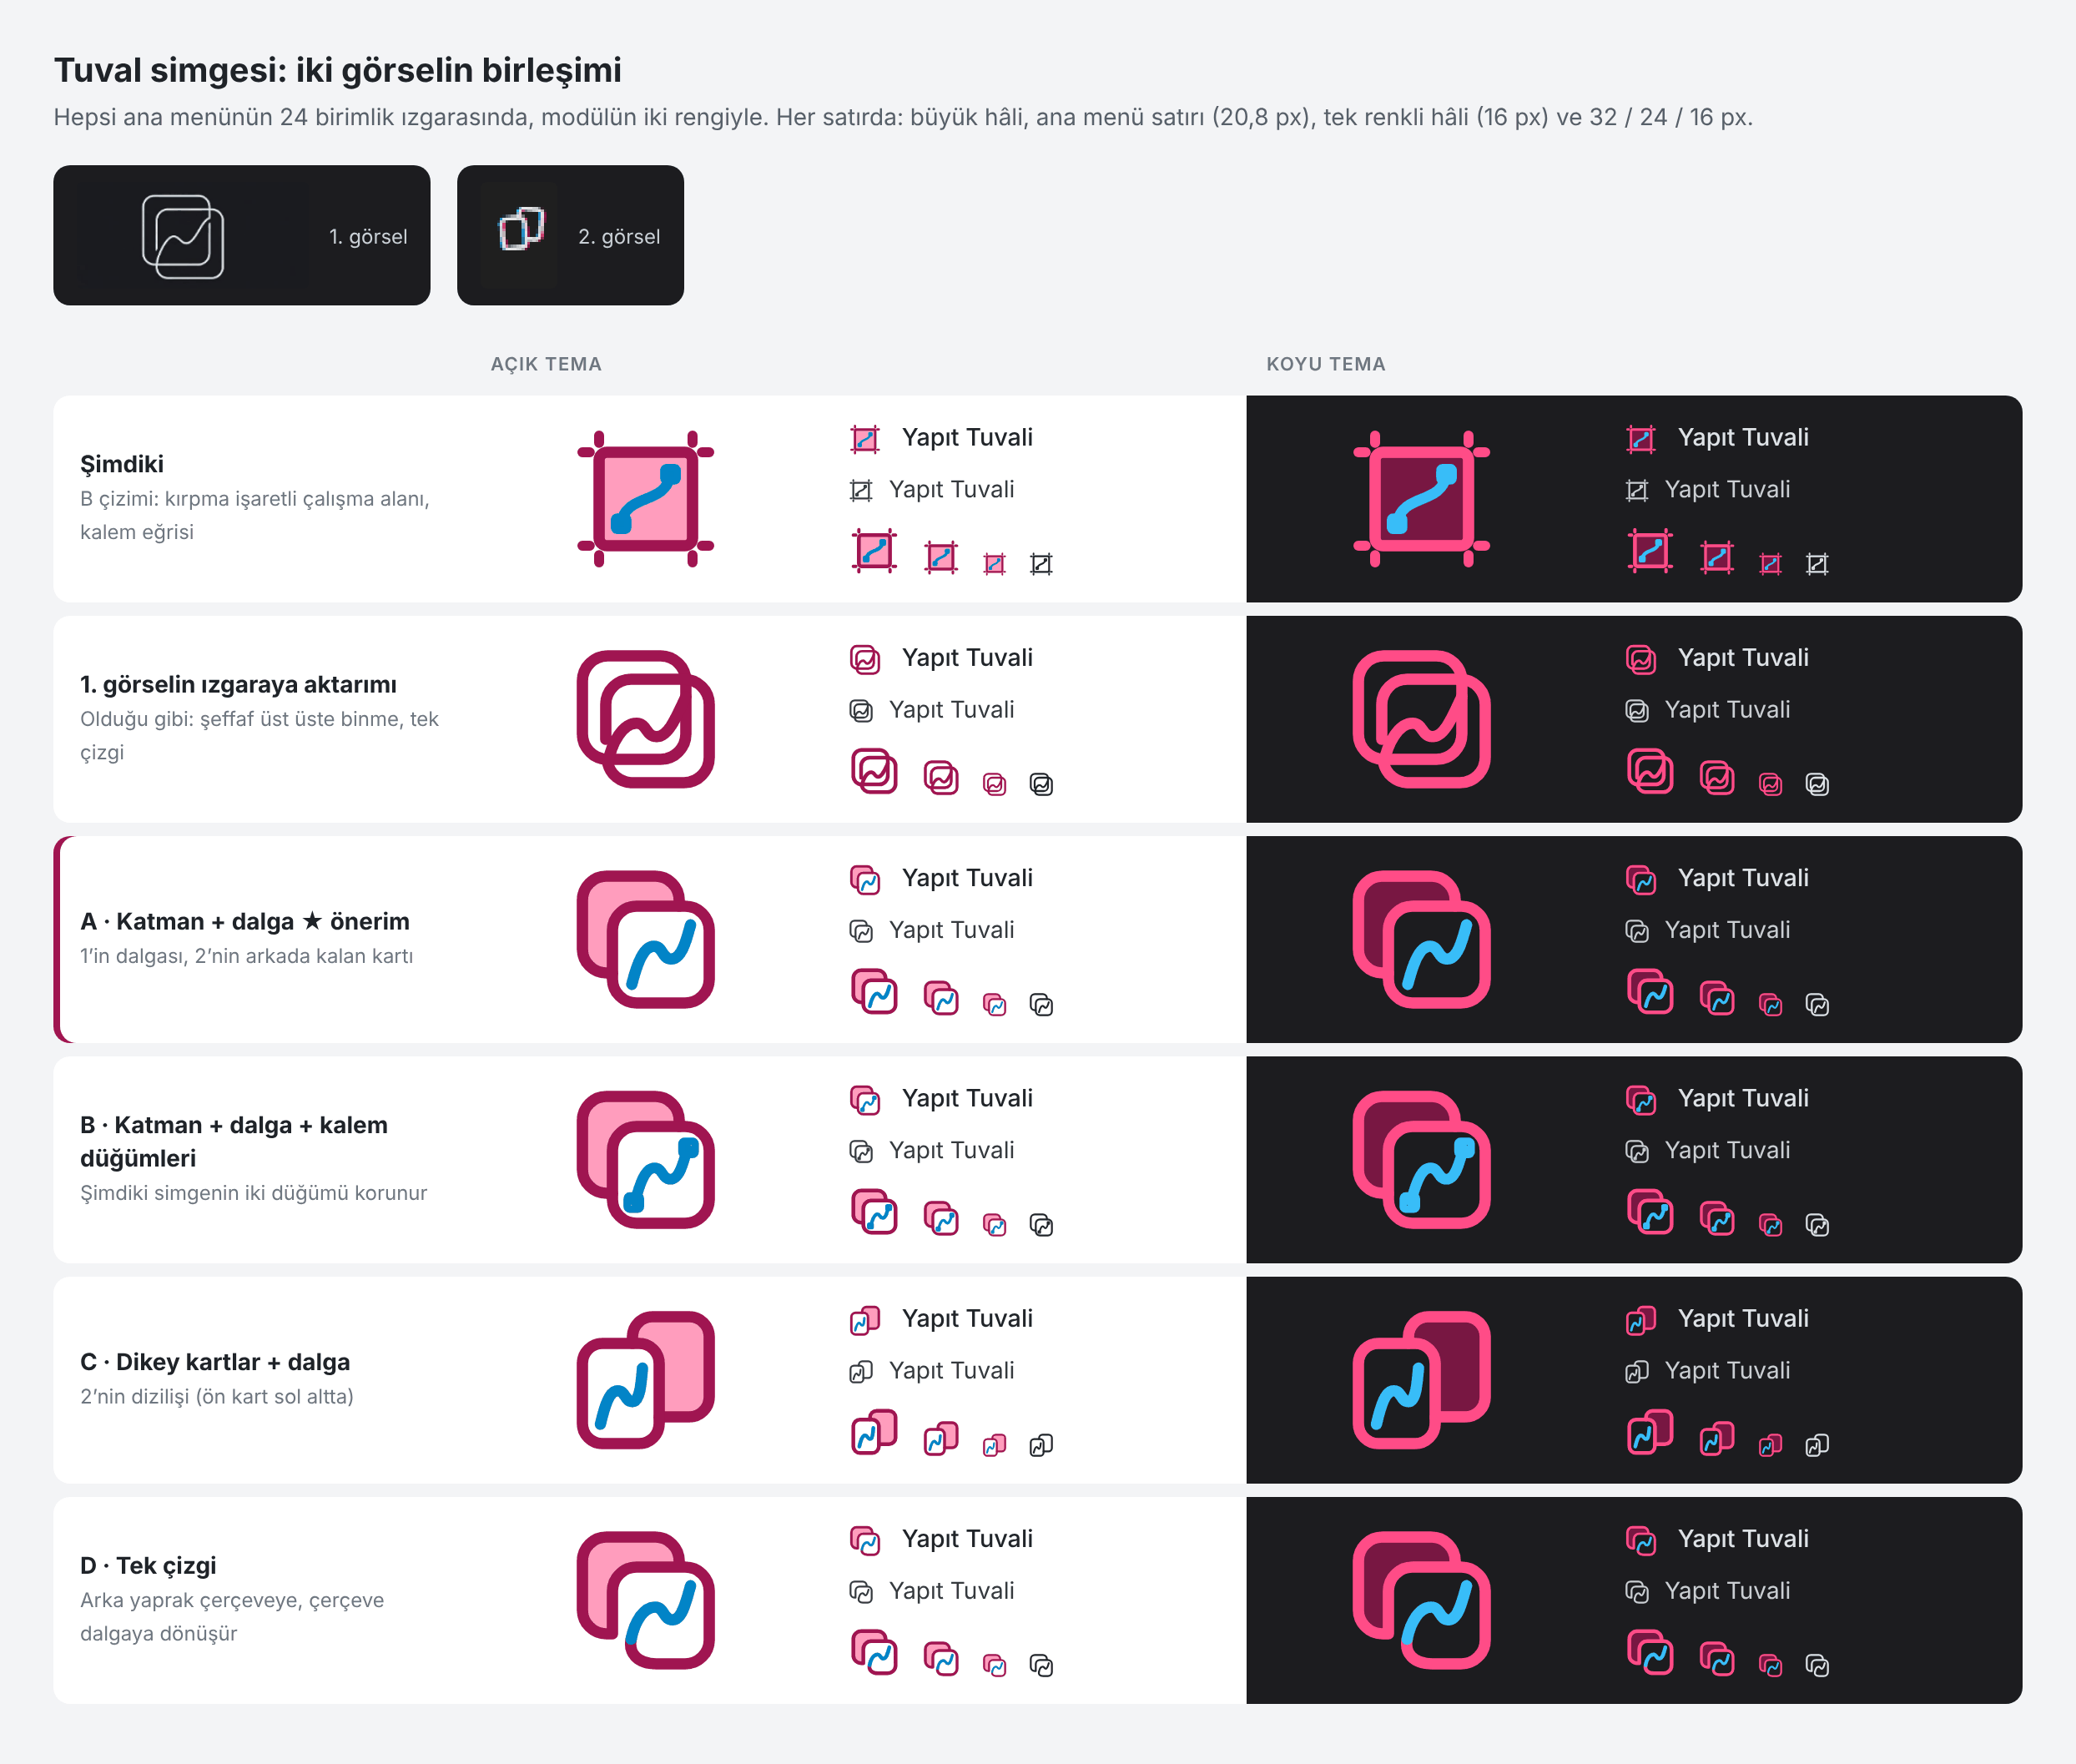 Tuval simgesi: iki görselin birleşimi
Hepsi ana menünün 24 birimlik ızgarasında, modülün iki rengiyle. Her satırda: büyük hâli, ana menü satırı (20,8 px), tek renkli hâli (16 px) ve 32 / 24 / 16 px.
1. görsel
2. görsel
AÇIK TEMA
KOYU TEMA
Şimdiki
B çizimi: kırpma işaretli çalışma alanı,
kalem eğrisi
Yapıt Tuvali
Yapıt Tuvali
Yapıt Tuvali
Yapıt Tuvali
1. görselin ızgaraya aktarımı
Olduğu gibi: şeffaf üst üste binme, tek
çizgi
Yapıt Tuvali
Yapıt Tuvali
Yapıt Tuvali
Yapıt Tuvali
A · Katman + dalga ★ önerim
1’in dalgası, 2’nin arkada kalan kartı
Yapıt Tuvali
Yapıt Tuvali
Yapıt Tuvali
Yapıt Tuvali
B · Katman + dalga + kalem
düğümleri
Şimdiki simgenin iki düğümü korunur
Yapıt Tuvali
Yapıt Tuvali
Yapıt Tuvali
Yapıt Tuvali
C · Dikey kartlar + dalga
2’nin dizilişi (ön kart sol altta)
Yapıt Tuvali
Yapıt Tuvali
Yapıt Tuvali
Yapıt Tuvali
D · Tek çizgi
Arka yaprak çerçeveye, çerçeve
dalgaya dönüşür
Yapıt Tuvali
Yapıt Tuvali
Yapıt Tuvali
Yapıt Tuvali